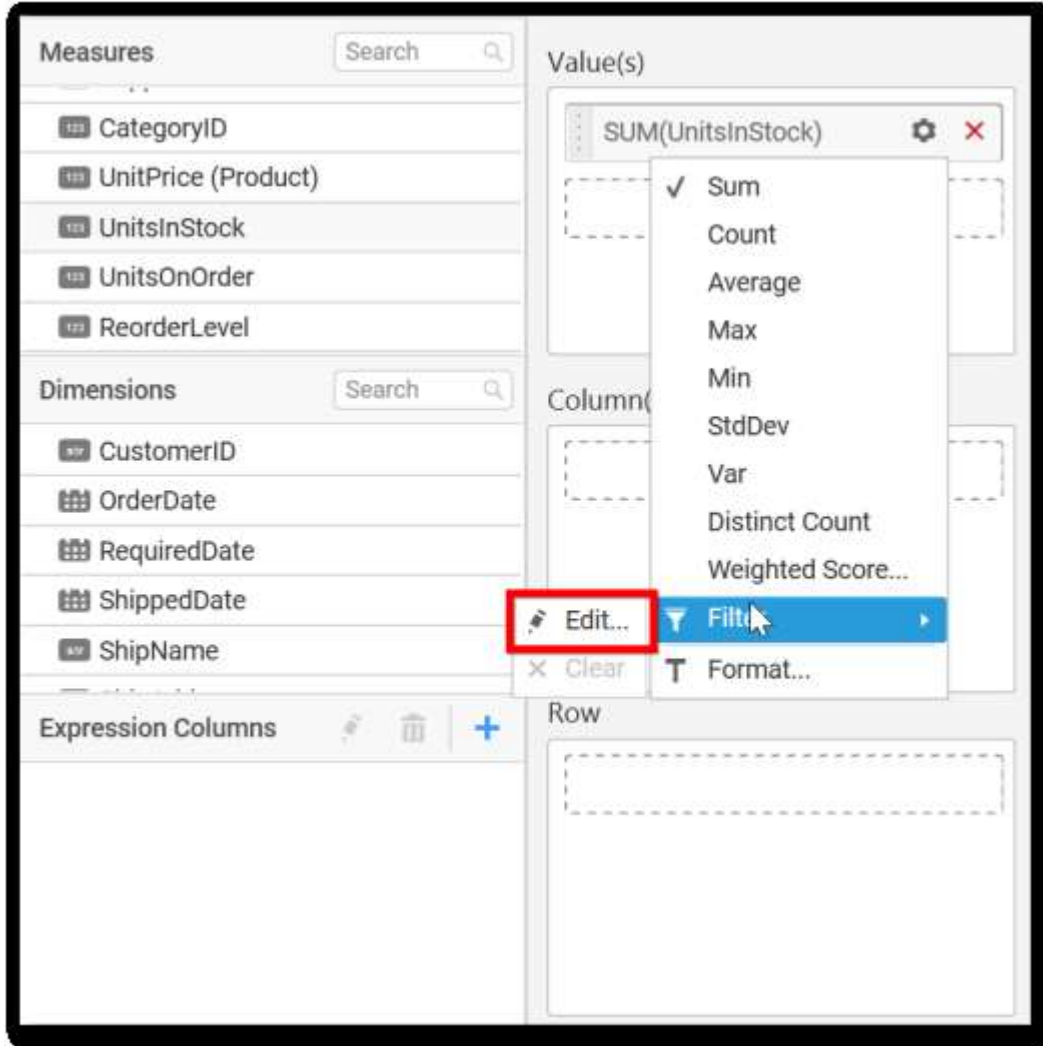 Measures
Search
CategoryID
UnitPrice (Product)
UnitsInStock
UnitsOnOrder
ReorderLevel
Dimensions
Search
CustomerID
OrderDate
RequiredDate
ShippedDate
ShipName
Expression Columns
Value(s)
SUM(UnitsInStock)
Sum
Count
Average
Max
Min
StdDev
Var
Distinct Count
Weighted Score...
Format...
Edit...
Clear
Column(
Row